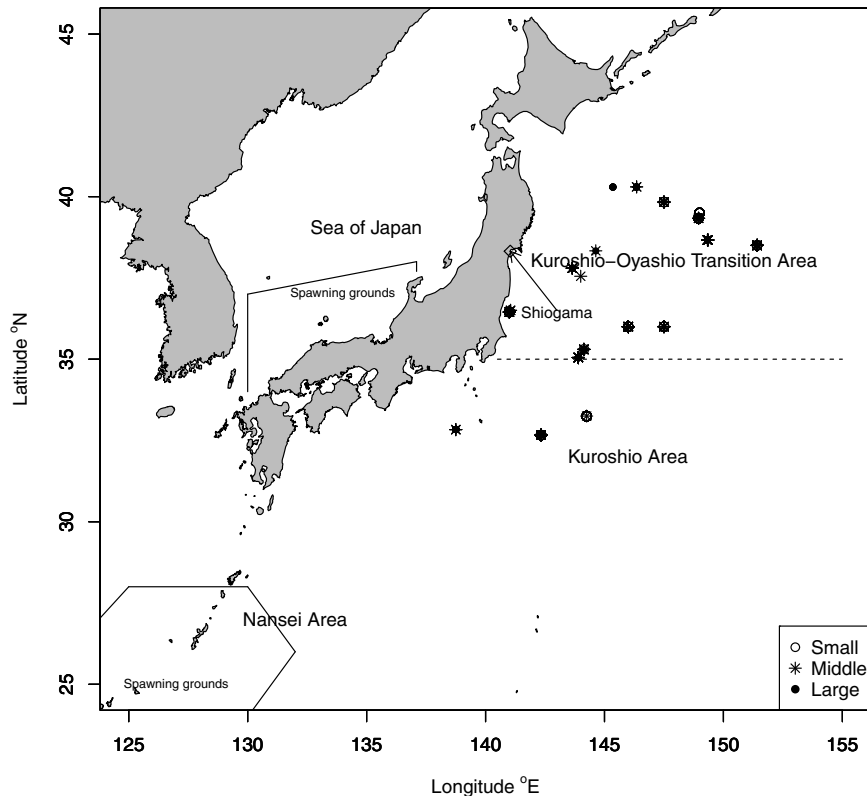 45
40
35
30
25
Latitude °N
Sea of Japan
Spawning grounds
Kuroshio−Oyashio Transition Area
Shiogama
Kuroshio Area
Nansei Area
Spawning grounds
Small
Middle
Large
125 130 135 140 145 150 155
Longitude °E